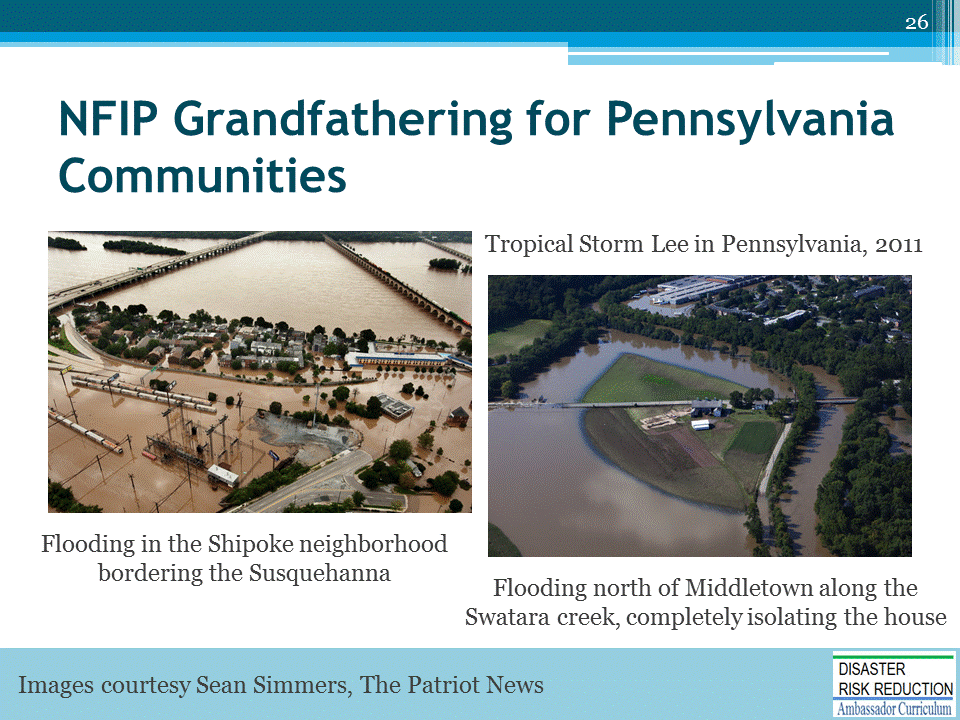 26
NFIP Grandfathering for Pennsylvania
Communities
Tropical Storm Lee in Pennsylvania, 2011
Flooding in the Shipoke neighborhood
bordering the Susquehanna
Flooding north of Middletown along the
Swatara creek, completely isolating the house
Images courtesy Sean Simmers, The Patriot News
DISASTER
RISK REDUCTION
Ambassador Curriculum